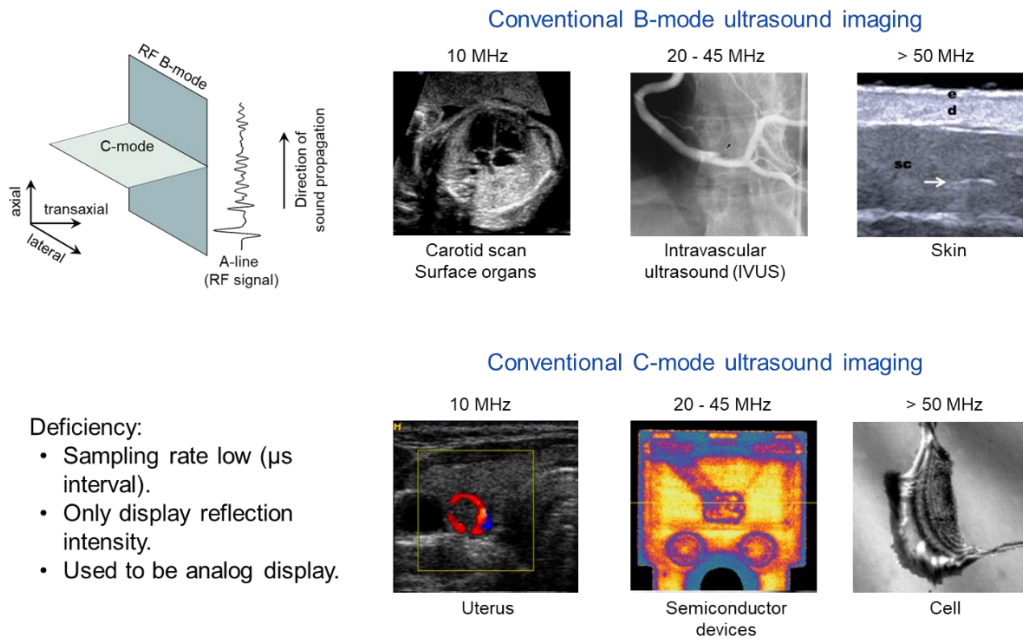 Conventional B-mode ultrasound imaging
RF B-mode
C-mode
axial
transaxial
lateral
Direction of
sound propagation
A-line
(RF signal)
10 MHz
20 - 45 MHz
> 50 MHz
e
d
sc
Carotid scan
Surface organs
Intravascular
ultrasound (IVUS)
Skin
Conventional C-mode ultrasound imaging
Deficiency:
• Sampling rate low (µs
interval).
• Only display reflection
intensity.
• Used to be analog display.
10 MHz
20 - 45 MHz
> 50 MHz
M
Uterus
Semiconductor
devices
Cell